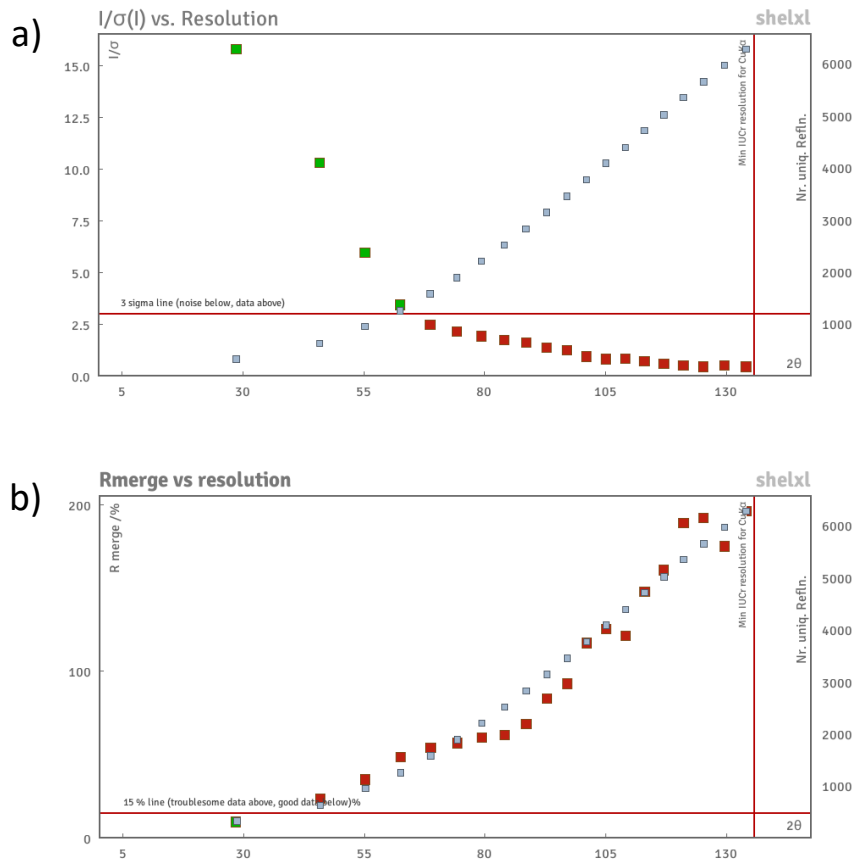 a)
I/σ(I) vs. Resolution
shelxl
I/σ
Min IUCr resolution for CuKα
Nr. uniq. Refln.
15.0
12.5
10.0
7.5
5.0
2.5
0.0
6000
5000
4000
3000
2000
1000
3 sigma line (noise below, data above)
2θ
5
30
55
80
105
130
b)
Rmerge vs resolution
shelxl
R merge /%
Min IUCr resolution for CuKα
Nr. uniq. Refln.
200
100
0
6000
5000
4000
3000
2000
1000
15 % line (troublesome data above, good data below)%
2θ
5
30
55
80
105
130